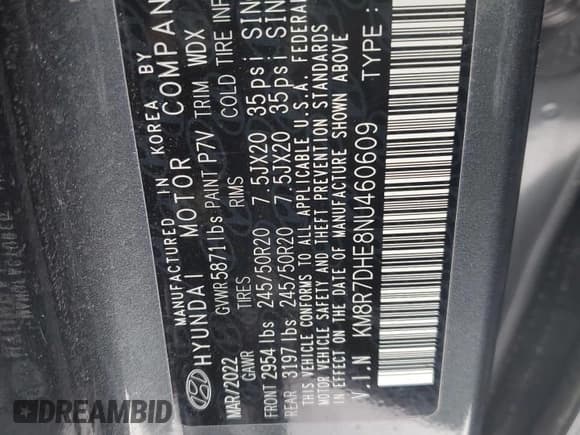 MANUFACTURED IN KOREA BY
HYUNDAI MOTOR COMPAN
MAR/2022 GVWR 5871 lbs PAINT P7V TRIM WDX
GAWR TIRES RIMS COLD TIRE INF
FRONT 2954 lbs 245/50R20 7.5JX20 35psi SIN
REAR 3197 lbs 245/50R20 7.5JX20 35psi SIN
THIS VEHICLE CONFORMS TO ALL APPLICABLE U.S.A. FEDERA
MOTOR VEHICLE SAFETY AND THEFT PREVENTION STANDARDS
IN EFFECT ON THE DATE OF MANUFACTURE SHOWN ABOVE
V.I.N KM8R7DHE8NU460609 TYPE :
DREAMBID